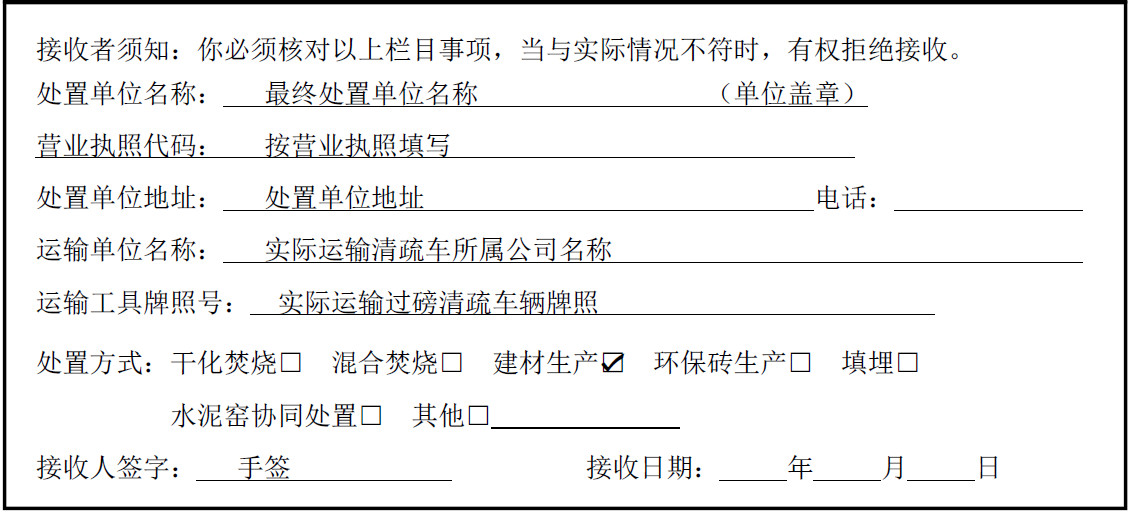 接收者须知：你必须核对以上栏目事项，当与实际情况不符时，有权拒绝接收。
处置单位名称： 最终处置单位名称 （单位盖章）
营业执照代码： 按营业执照填写
处置单位地址： 处置单位地址 电话：
运输单位名称： 实际运输清疏车所属公司名称
运输工具牌照号： 实际运输过磅清疏车辆牌照
处置方式：干化焚烧□ 混合焚烧□ 建材生产☑ 环保砖生产□ 填埋□
水泥窑协同处置□ 其他□
接收人签字： 手签 接收日期： 年 月 日